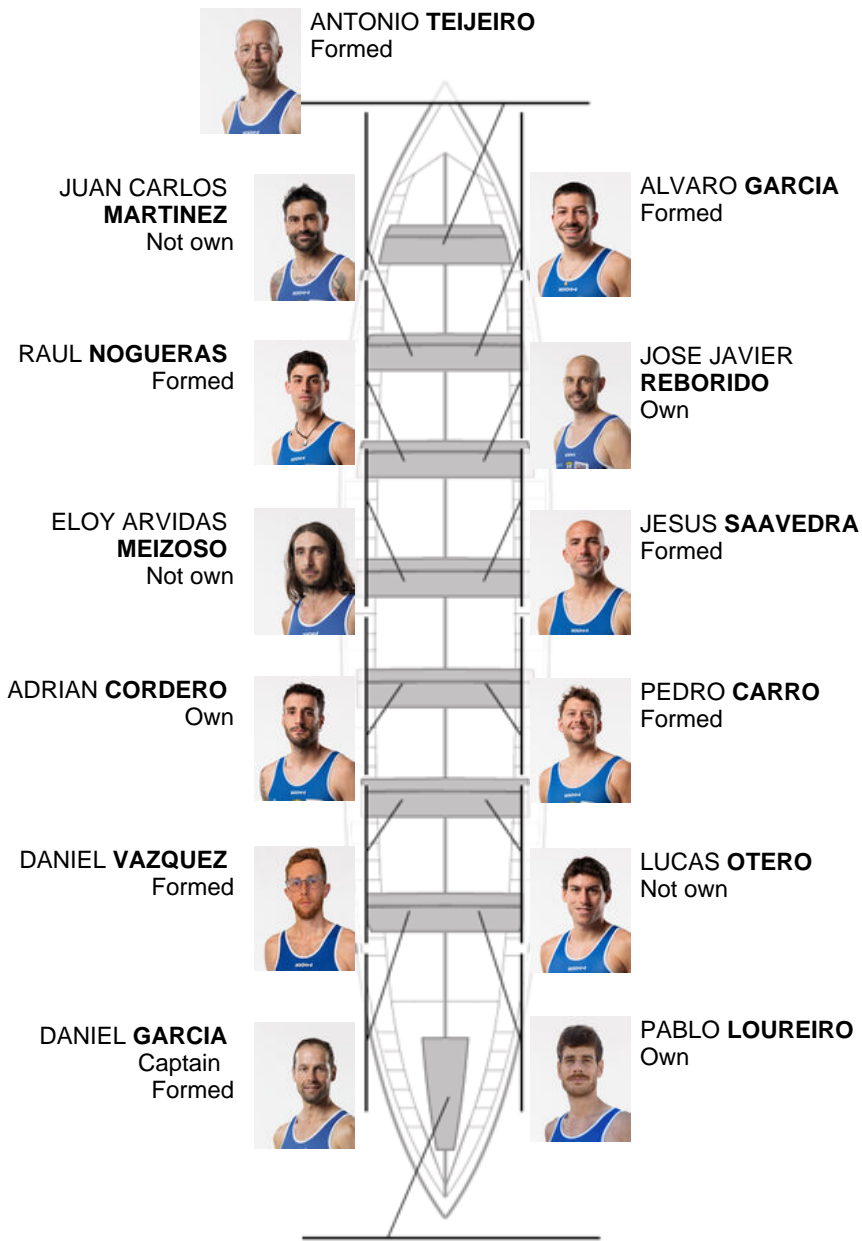 ANTONIO TEIJEIRO
Formed
JUAN CARLOS
MARTINEZ
Not own
ALVARO GARCIA
Formed
RAUL NOGUERAS
Formed
JOSE JAVIER
REBORIDO
Own
ELOY ARVIDAS
MEIZOSO
Not own
JESUS SAAVEDRA
Formed
ADRIAN CORDERO
Own
PEDRO CARRO
Formed
DANIEL VAZQUEZ
Formed
LUCAS OTERO
Not own
DANIEL GARCIA
Captain
Formed
PABLO LOUREIRO
Own